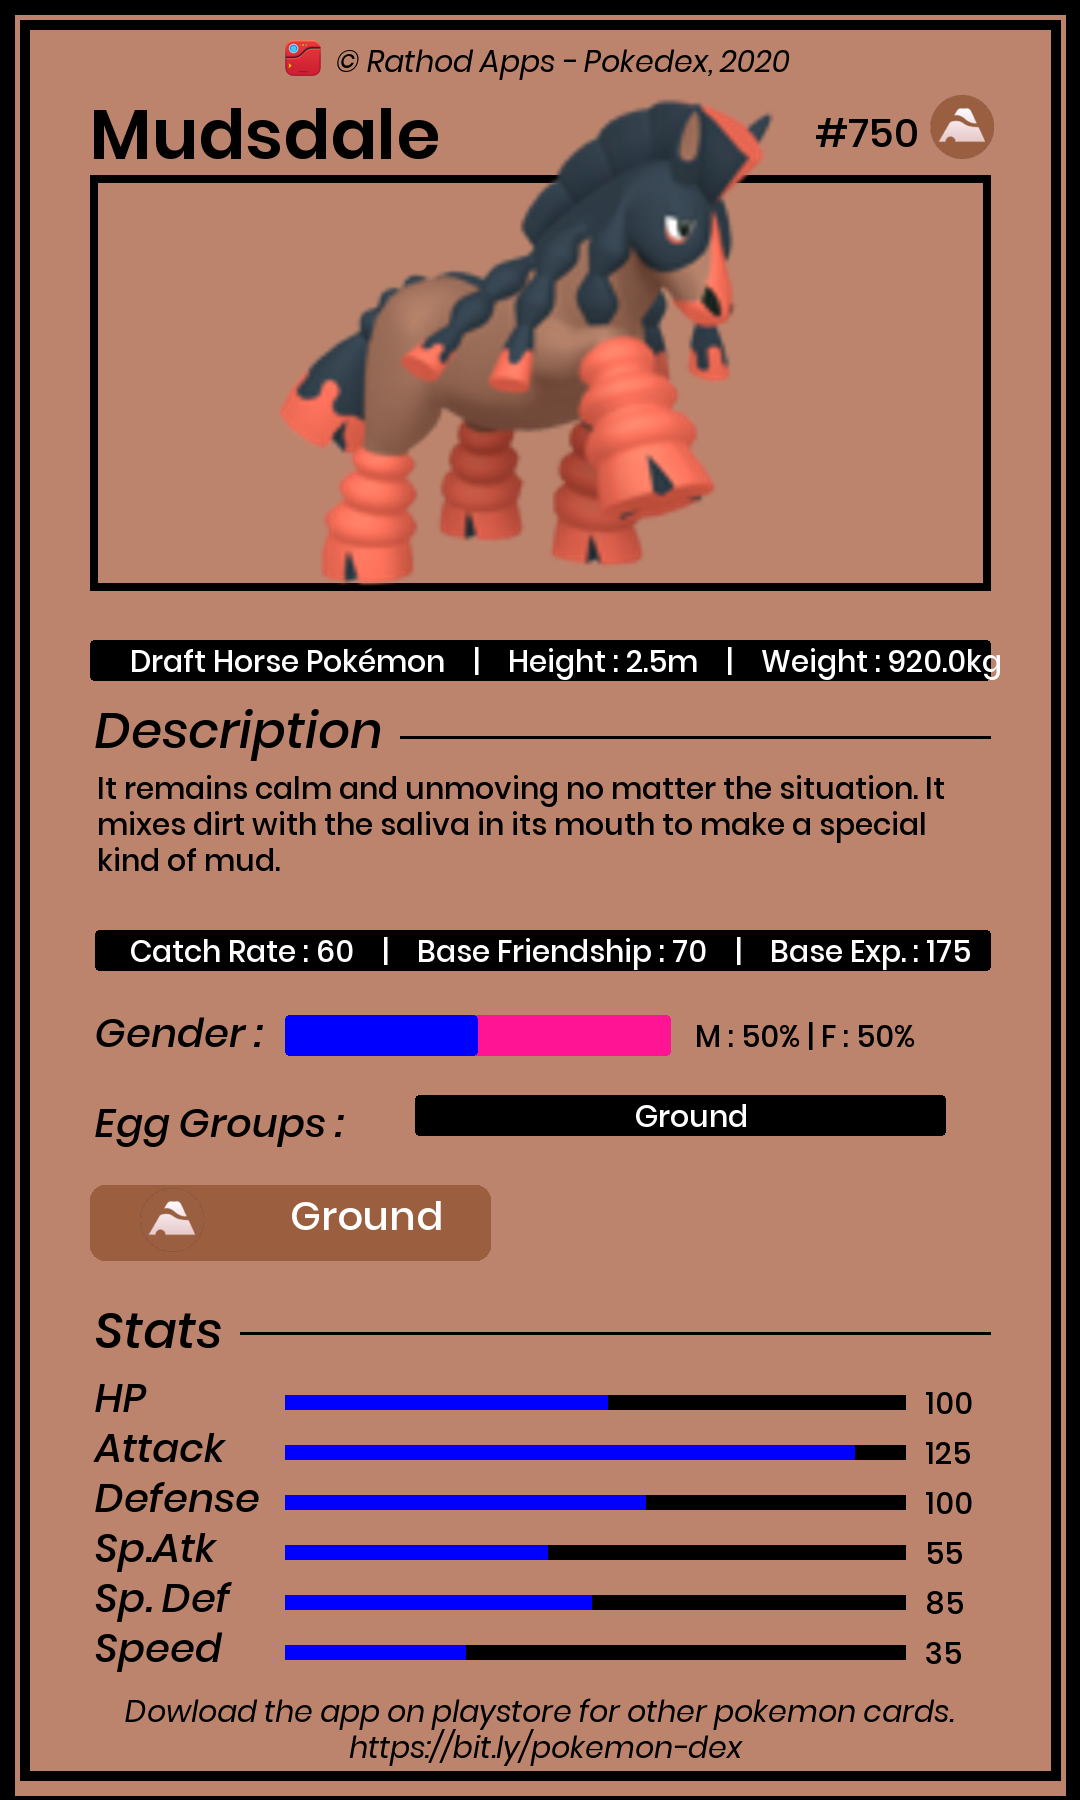 © Rathod Apps - Pokedex, 2020
Mudsdale
#750
Draft Horse Pokémon | Height : 2.5m | Weight : 920.0kg
Description
It remains calm and unmoving no matter the situation. It
mixes dirt with the saliva in its mouth to make a special
kind of mud.
Catch Rate : 60 | Base Friendship : 70 | Base Exp. : 175
Gender : M : 50% | F : 50%
Egg Groups : Ground
Ground
Stats
HP 100
Attack 125
Defense 100
Sp.Atk 55
Sp. Def 85
Speed 35
Dowload the app on playstore for other pokemon cards.
https://bit.ly/pokemon-dex